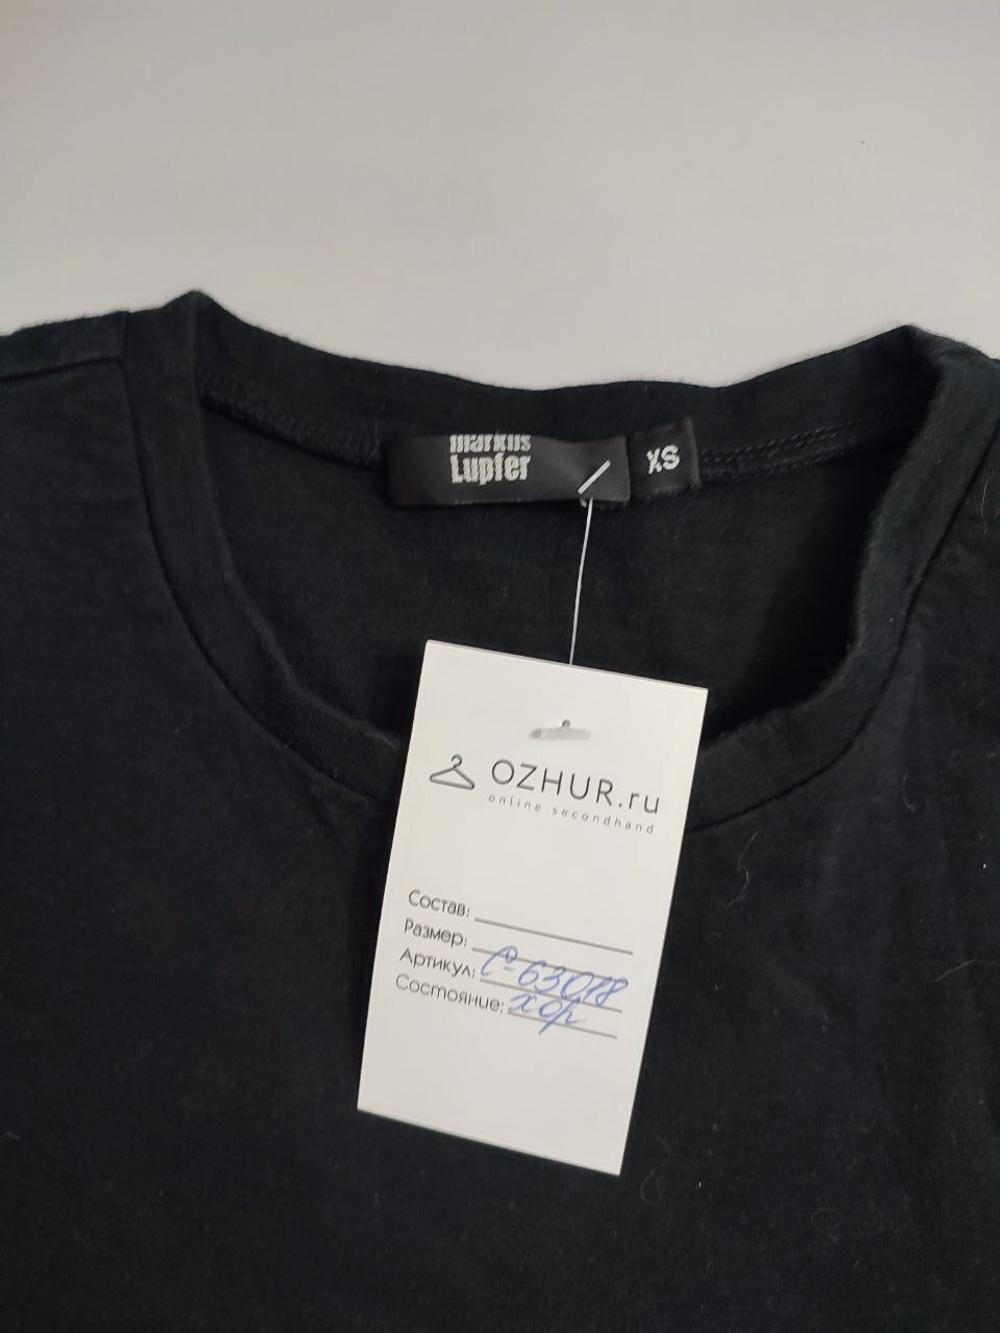 markus
Lupfer
XS
OZHUR.ru
online secondhand
Состав:
Размер:
Артикул: С-63078
Состояние: хор